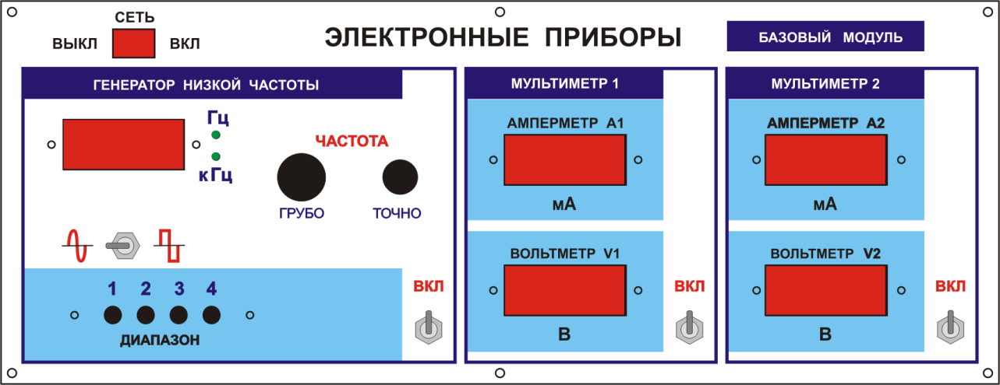 СЕТЬ
ВЫКЛ ВКЛ
ЭЛЕКТРОННЫЕ ПРИБОРЫ
БАЗОВЫЙ МОДУЛЬ
ГЕНЕРАТОР НИЗКОЙ ЧАСТОТЫ
Гц
кГц
ЧАСТОТА
ГРУБО
ТОЧНО
1 2 3 4
ДИАПАЗОН
ВКЛ
МУЛЬТИМЕТР 1
АМПЕРМЕТР А1
мА
ВОЛЬТМЕТР V1
В
ВКЛ
МУЛЬТИМЕТР 2
АМПЕРМЕТР А2
мА
ВОЛЬТМЕТР V2
В
ВКЛ